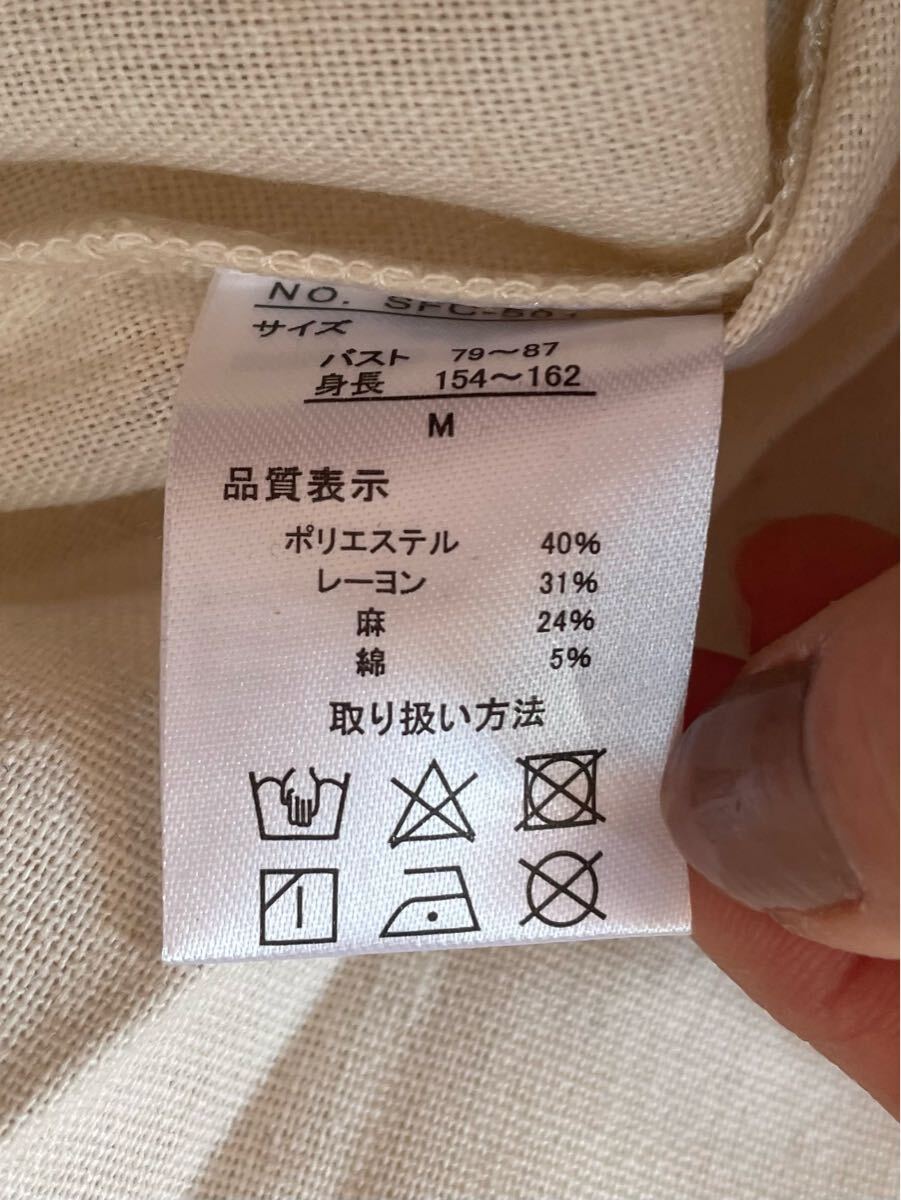 NO.
サイズ
バスト 79～87
身長 154～162
M
品質表示
ポリエステル 40%
レーヨン 31%
麻 24%
綿 5%
取り扱い方法